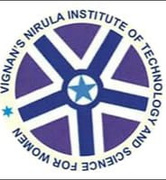 VIGNAN'S NIRULA INSTITUTE OF TECHNOLOGY AND SCIENCE FOR WOMEN